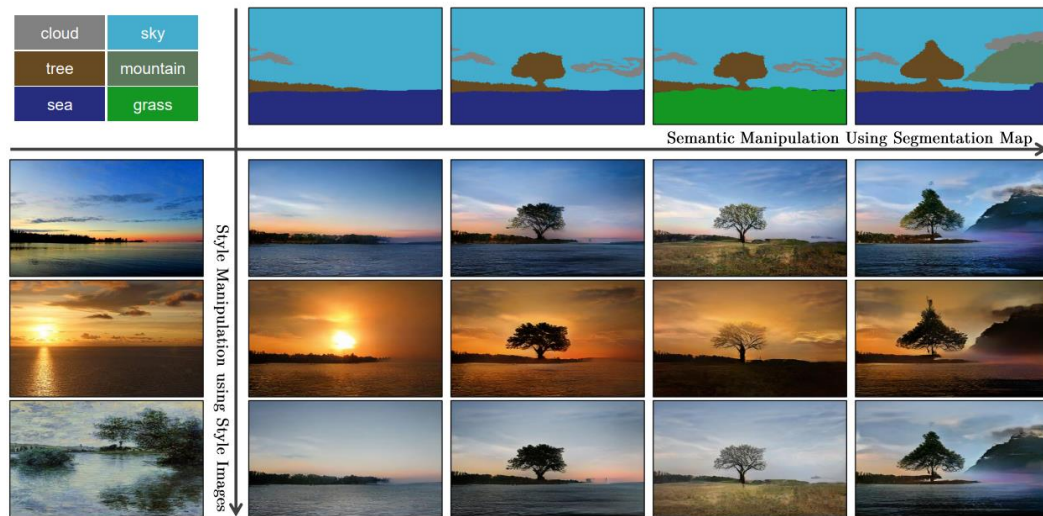 cloud
sky
tree
mountain
sea
grass
Semantic Manipulation Using Segmentation Map
Style Manipulation using Style Images